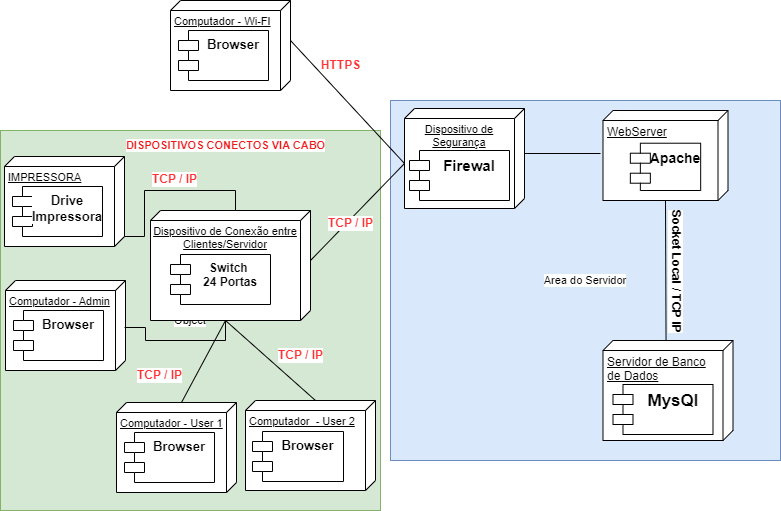 Computador - Wi-FI
Browser
HTTPS
DISPOSITIVOS CONECTOS VIA CABO
IMPRESSORA
Drive
Impressora
TCP / IP
Dispositivo de Conexão entre
Clientes/Servidor
Switch
24 Portas
TCP / IP
Computador - Admin
Browser
Object
TCP / IP
TCP / IP
Computador - User 1
Browser
Computador - User 2
Browser
Dispositivo de
Segurança
Firewal
WebServer
Apache
Socket Local / TCP IP
Area do Servidor
Servidor de Banco
de Dados
MysQl